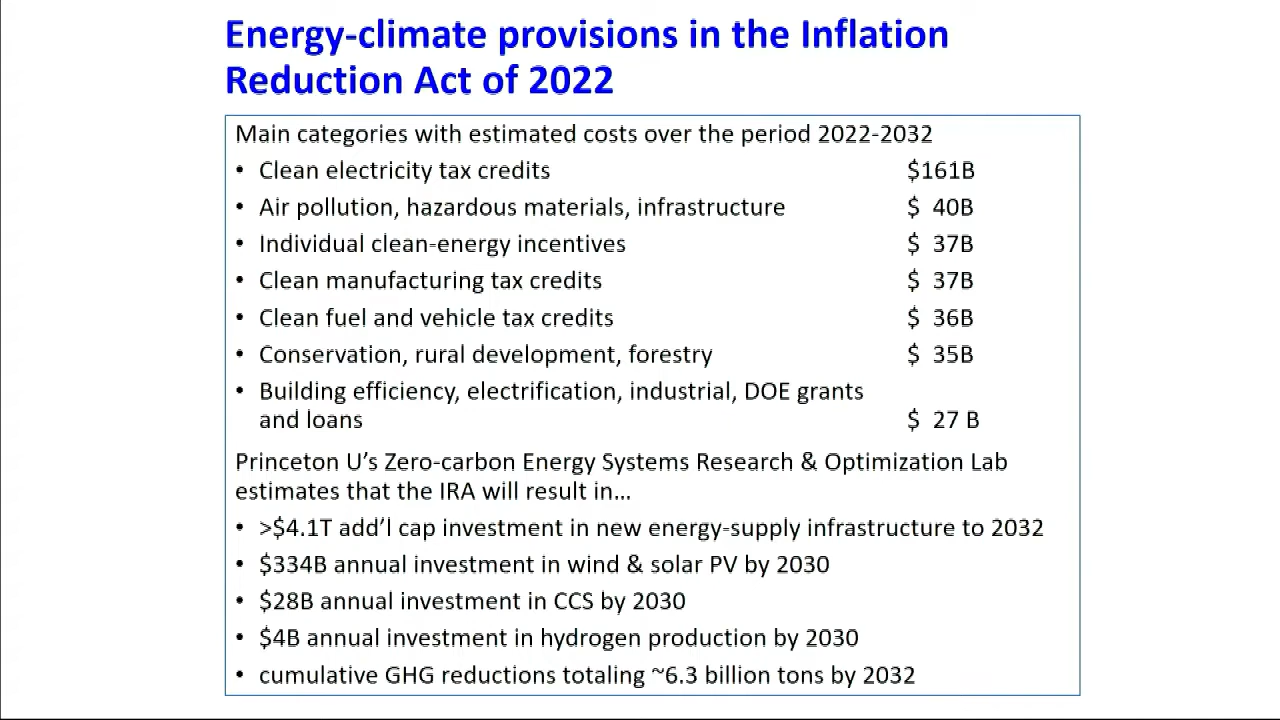 Energy-climate provisions in the Inflation
Reduction Act of 2022
Main categories with estimated costs over the period 2022-2032
• Clean electricity tax credits $161B
• Air pollution, hazardous materials, infrastructure $ 40B
• Individual clean-energy incentives $ 37B
• Clean manufacturing tax credits $ 37B
• Clean fuel and vehicle tax credits $ 36B
• Conservation, rural development, forestry $ 35B
• Building efficiency, electrification, industrial, DOE grants
and loans $ 27 B
Princeton U’s Zero-carbon Energy Systems Research & Optimization Lab
estimates that the IRA will result in…
• >$4.1T add’l cap investment in new energy-supply infrastructure to 2032
• $334B annual investment in wind & solar PV by 2030
• $28B annual investment in CCS by 2030
• $4B annual investment in hydrogen production by 2030
• cumulative GHG reductions totaling ~6.3 billion tons by 2032